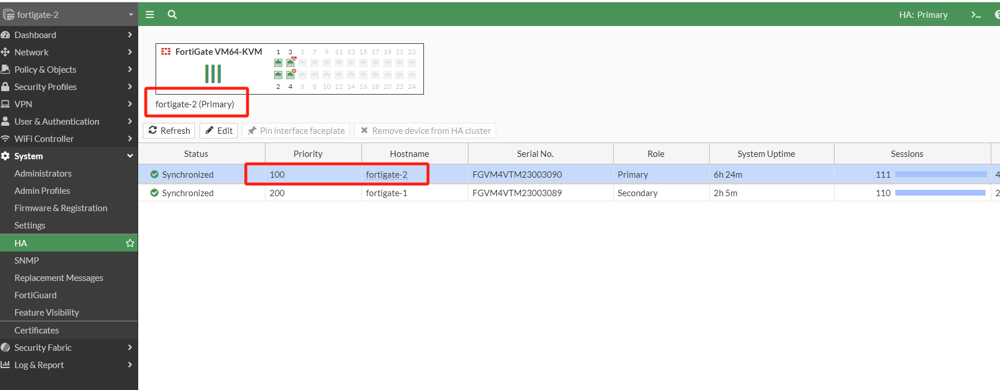 fortigate-2
HA: Primary
Dashboard
Network
Policy & Objects
Security Profiles
VPN
User & Authentication
WiFi Controller
System
Administrators
Admin Profiles
Firmware & Registration
Settings
HA
SNMP
Replacement Messages
FortiGuard
Feature Visibility
Certificates
Security Fabric
Log & Report
FortiGate VM64-KVM
1 3 5 7 9 11 13 15 17 19 21 23
2 4 6 8 10 12 14 16 18 20 22 24
fortigate-2 (Primary)
Refresh Edit Pin interface faceplate Remove device from HA cluster
Status Priority Hostname Serial No. Role System Uptime Sessions
Synchronized 100 fortigate-2 FGVM4VTM23003090 Primary 6h 24m 111 4
Synchronized 200 fortigate-1 FGVM4VTM23003089 Secondary 2h 5m 110 2